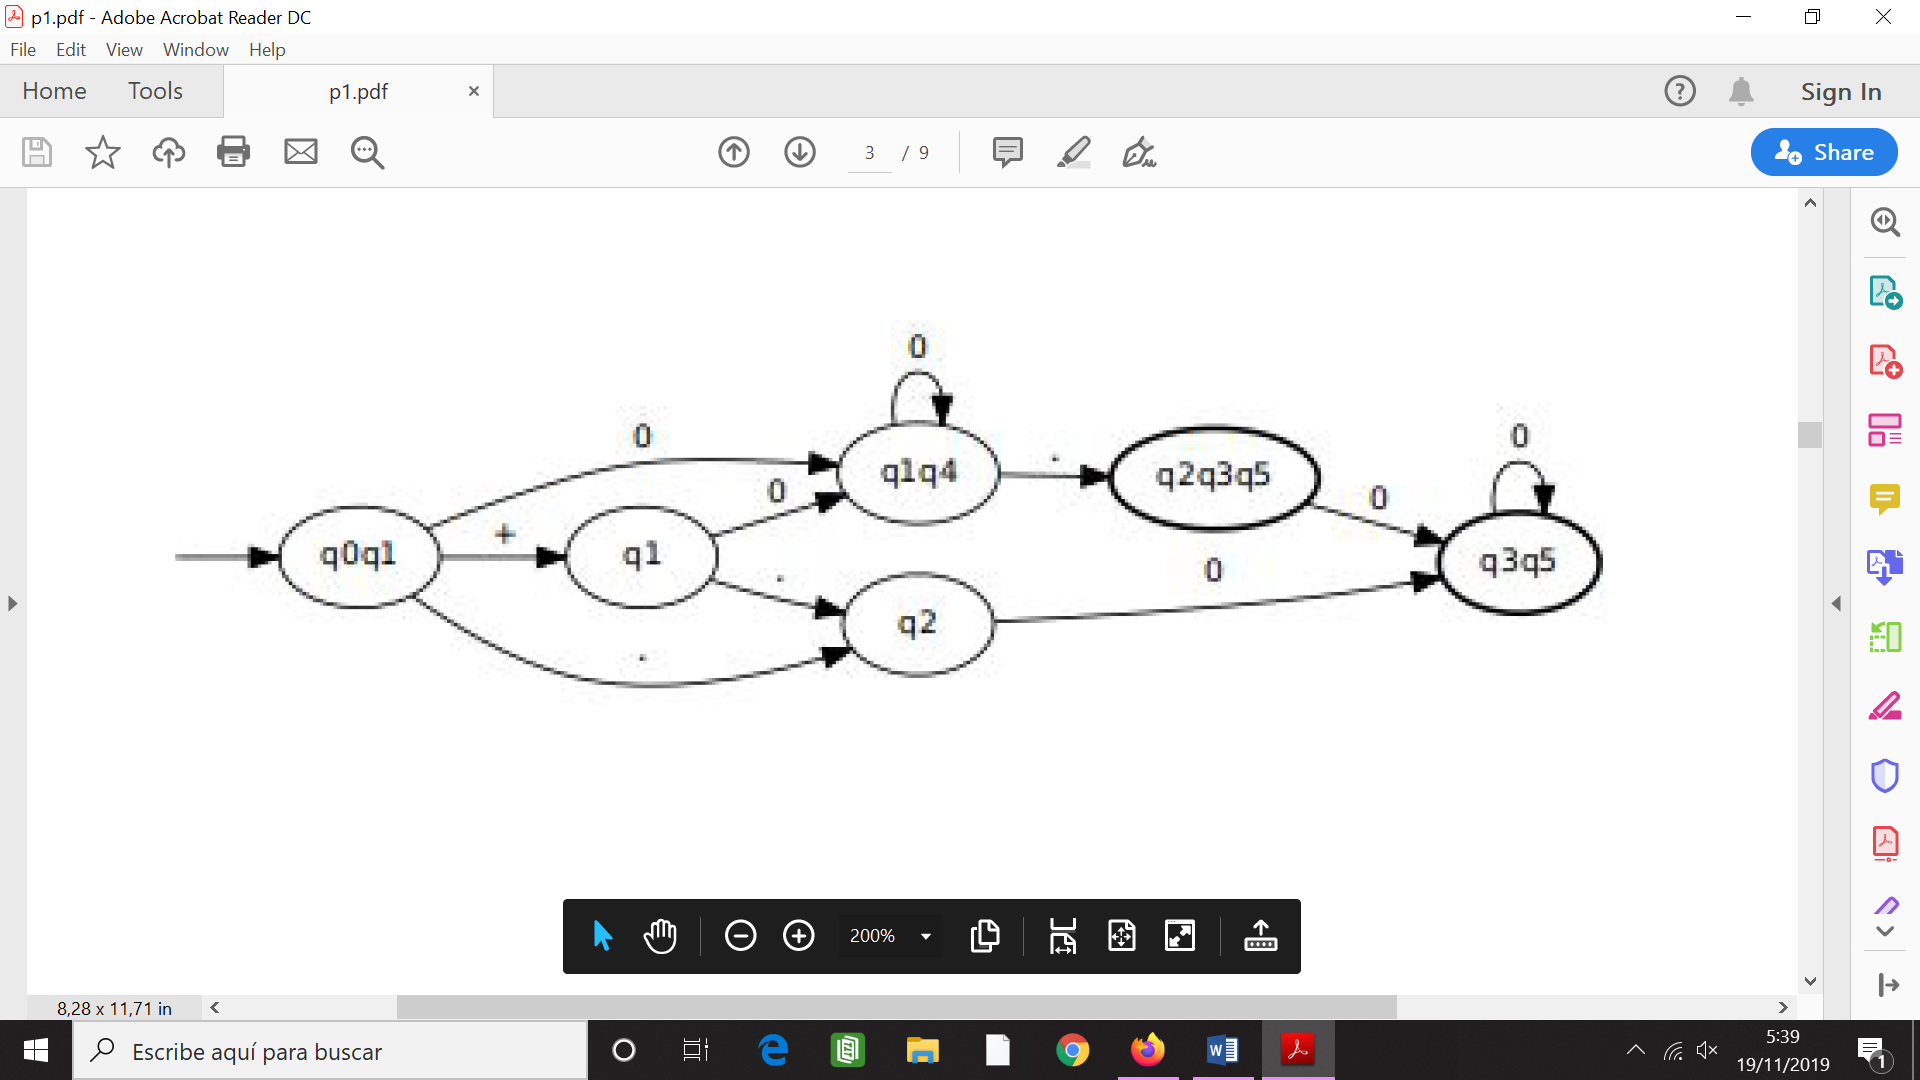 p1.pdf - Adobe Acrobat Reader DC
File Edit View Window Help
Home Tools p1.pdf × ? Sign In
3 / 9 Share
0
0 0
q1q4 . q2q3q5
0 0
+
q0q1 q1 q3q5
. 0
q2
.
200%
8,28 x 11,71 in
Escribe aquí para buscar
5:39
19/11/2019
1